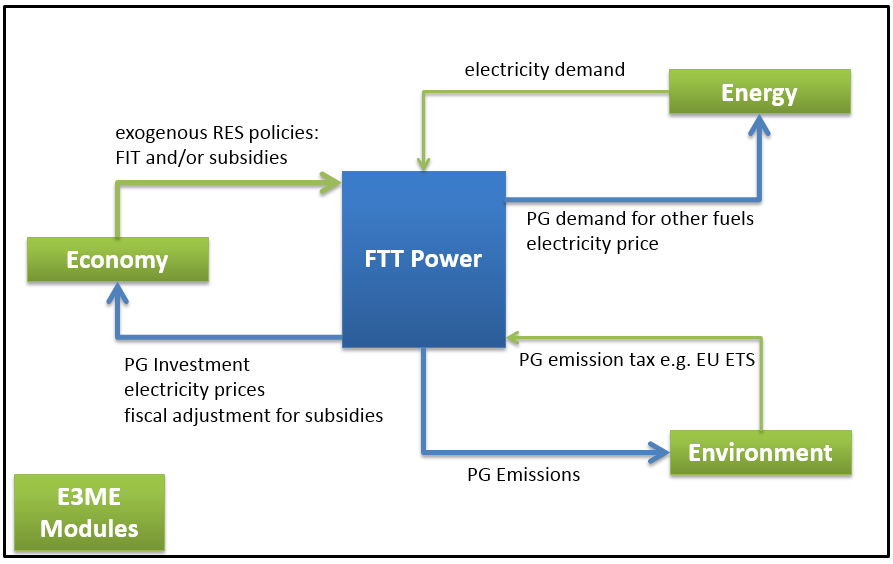 electricity demand
Energy
exogenous RES policies:
FIT and/or subsidies
PG demand for other fuels
electricity price
Economy
FTT Power
PG Investment
electricity prices
fiscal adjustment for subsidies
PG emission tax e.g. EU ETS
Environment
PG Emissions
E3ME
Modules